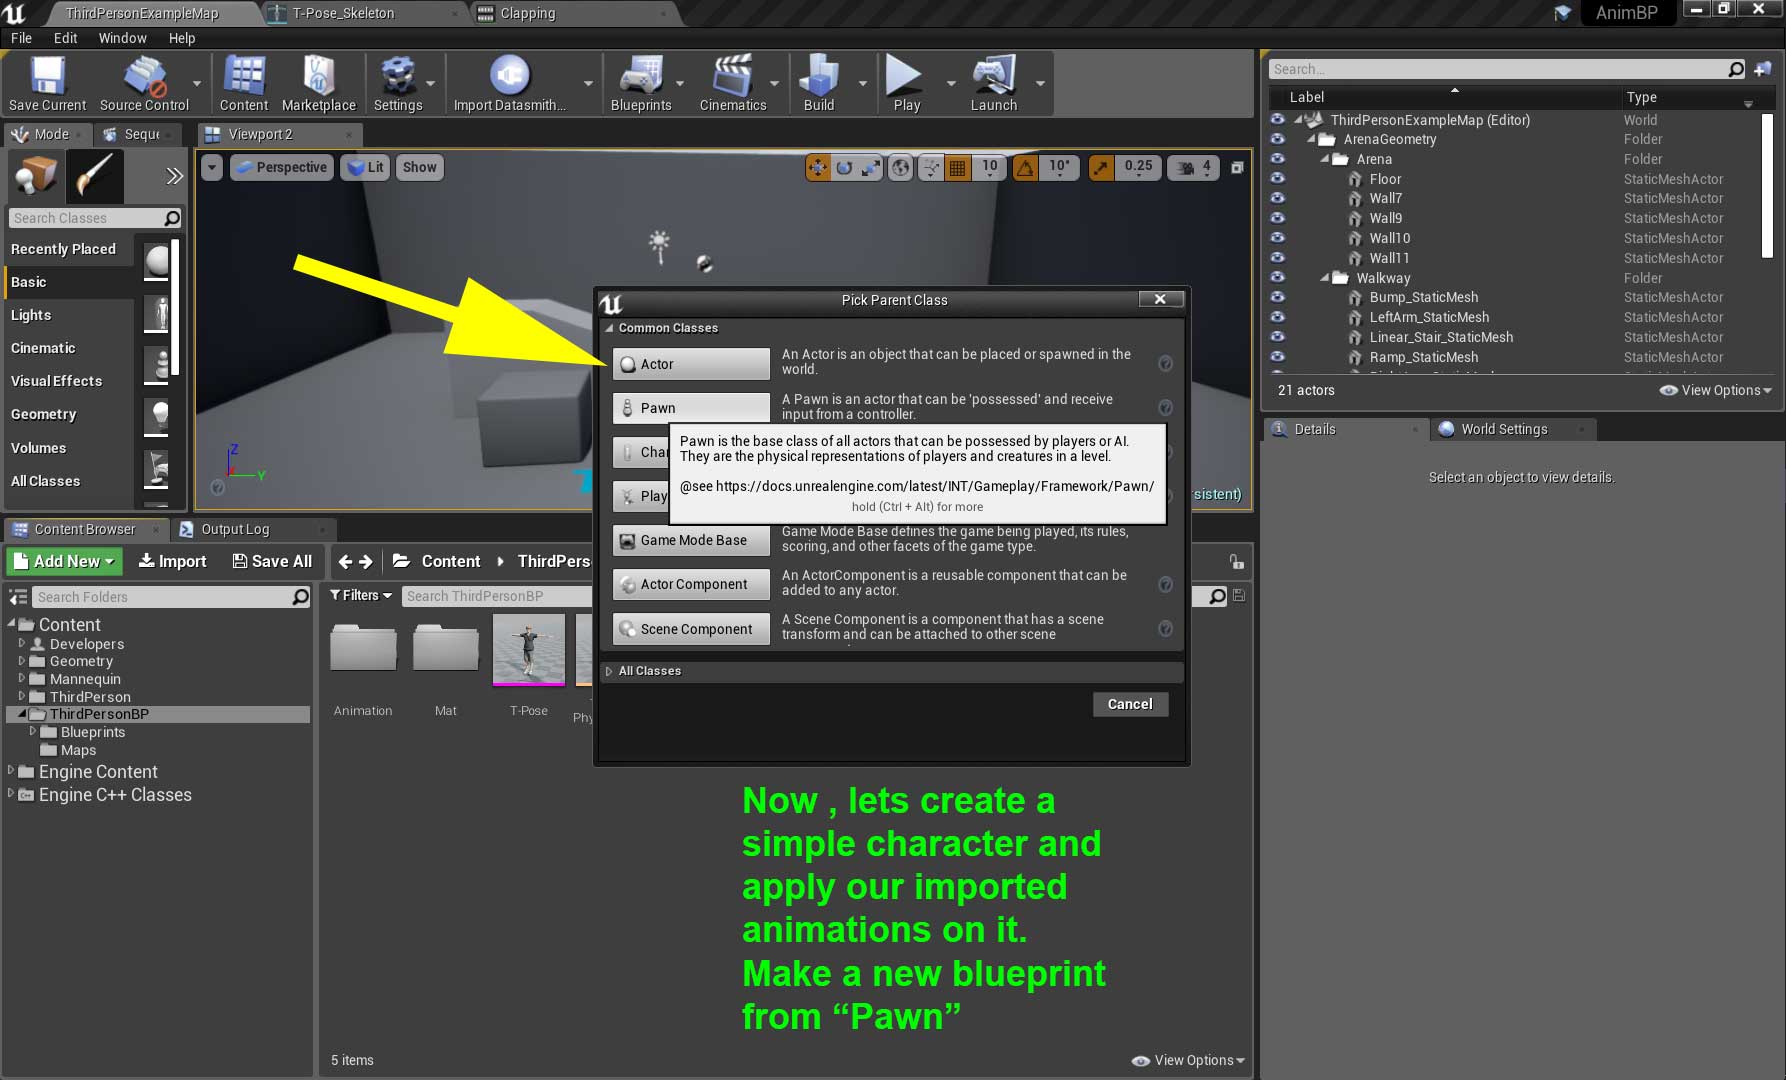 ThirdPersonExampleMap
T-Pose_Skeleton
Clapping
AnimBP
File Edit Window Help
Save Current
Source Control
Content
Marketplace
Settings
Import Datasmith...
Blueprints
Cinematics
Build
Play
Launch
Mode
Seque
Viewport 2
Perspective
Lit
Show
10
10°
0.25
4
Search Classes
Recently Placed
Basic
Lights
Cinematic
Visual Effects
Geometry
Volumes
All Classes
Z
Y
sistent)
Pick Parent Class
Common Classes
Actor
An Actor is an object that can be placed or spawned in the
world.
Pawn
A Pawn is an actor that can be 'possessed' and receive
input from a controller.
Char
Play
Pawn is the base class of all actors that can be possessed by players or AI.
They are the physical representations of players and creatures in a level.
@see https://docs.unrealengine.com/latest/INT/Gameplay/Framework/Pawn/
hold (Ctrl + Alt) for more
Game Mode Base
Game Mode Base defines the game being played, its rules,
scoring, and other facets of the game type.
Actor Component
An ActorComponent is a reusable component that can be
added to any actor.
Scene Component
A Scene Component is a component that has a scene
transform and can be attached to other scene
All Classes
Cancel
Search...
Label Type
ThirdPersonExampleMap (Editor) World
ArenaGeometry Folder
Arena Folder
Floor StaticMeshActor
Wall7 StaticMeshActor
Wall9 StaticMeshActor
Wall10 StaticMeshActor
Wall11 StaticMeshActor
Walkway Folder
Bump_StaticMesh StaticMeshActor
LeftArm_StaticMesh StaticMeshActor
Linear_Stair_StaticMesh StaticMeshActor
Ramp_StaticMesh StaticMeshActor
21 actors
View Options
Details
World Settings
Select an object to view details.
Content Browser
Output Log
Add New
Import
Save All
Content
ThirdPers
Search Folders
Filters
Search ThirdPersonBP
Content
Developers
Geometry
Mannequin
ThirdPerson
ThirdPersonBP
Blueprints
Maps
Engine Content
Engine C++ Classes
Animation
Mat
T-Pose
Phy
Now , lets create a
simple character and
apply our imported
animations on it.
Make a new blueprint
from “Pawn”
5 items
View Options